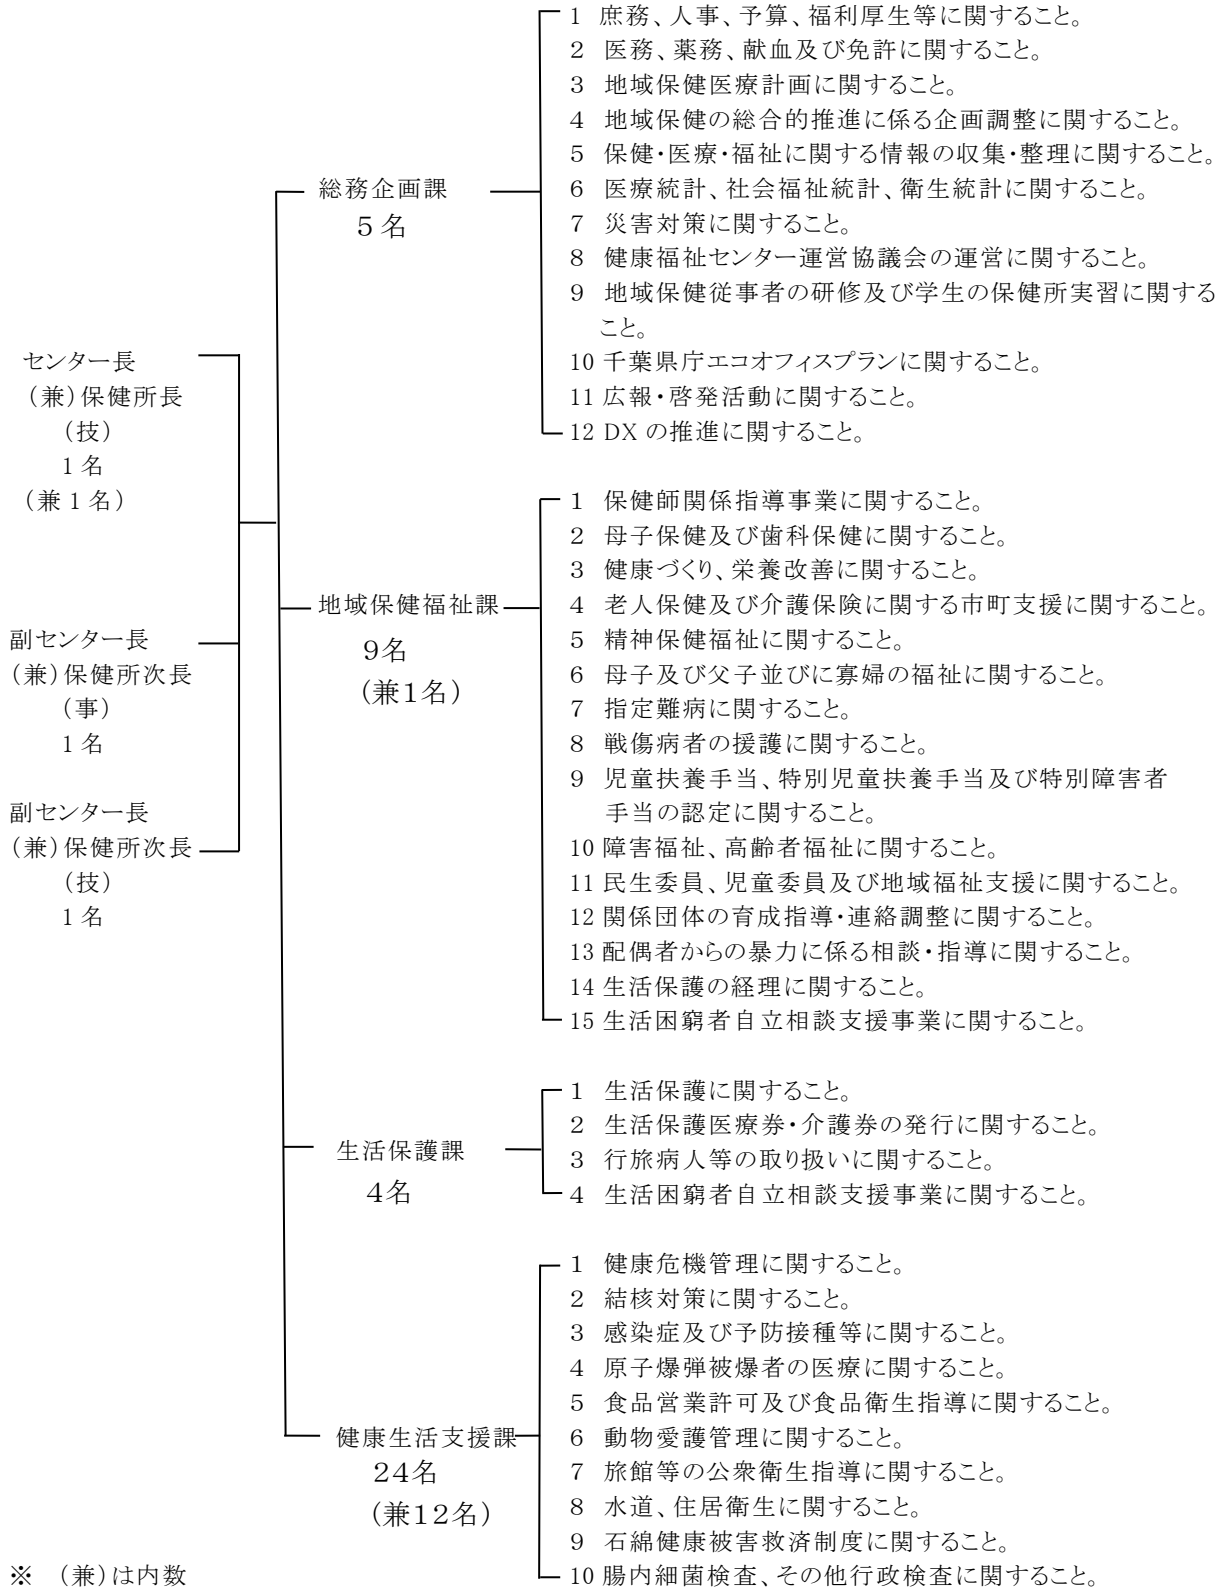 センター長
(兼)保健所長
(技)
1名
(兼1名)
副センター長
(兼)保健所次長
(事)
1名
副センター長
(兼)保健所次長
(技)
1名
総務企画課
5名
1 庶務、人事、予算、福利厚生等に関すること。
2 医務、薬務、献血及び免許に関すること。
3 地域保健医療計画に関すること。
4 地域保健の総合的推進に係る企画調整に関すること。
5 保健・医療・福祉に関する情報の収集・整理に関すること。
6 医療統計、社会福祉統計、衛生統計に関すること。
7 災害対策に関すること。
8 健康福祉センター運営協議会の運営に関すること。
9 地域保健従事者の研修及び学生の保健所実習に関する
こと。
10 千葉県庁エコオフィスプランに関すること。
11 広報・啓発活動に関すること。
12 DXの推進に関すること。
地域保健福祉課
9名
(兼1名)
1 保健師関係指導事業に関すること。
2 母子保健及び歯科保健に関すること。
3 健康づくり、栄養改善に関すること。
4 老人保健及び介護保険に関する市町支援に関すること。
5 精神保健福祉に関すること。
6 母子及び父子並びに寡婦の福祉に関すること。
7 指定難病に関すること。
8 戦傷病者の援護に関すること。
9 児童扶養手当、特別児童扶養手当及び特別障害者
手当の認定に関すること。
10 障害福祉、高齢者福祉に関すること。
11 民生委員、児童委員及び地域福祉支援に関すること。
12 関係団体の育成指導・連絡調整に関すること。
13 配偶者からの暴力に係る相談・指導に関すること。
14 生活保護の経理に関すること。
15 生活困窮者自立相談支援事業に関すること。
生活保護課
4名
1 生活保護に関すること。
2 生活保護医療券・介護券の発行に関すること。
3 行旅病人等の取り扱いに関すること。
4 生活困窮者自立相談支援事業に関すること。
健康生活支援課
24名
(兼12名)
1 健康危機管理に関すること。
2 結核対策に関すること。
3 感染症及び予防接種等に関すること。
4 原子爆弾被爆者の医療に関すること。
5 食品営業許可及び食品衛生指導に関すること。
6 動物愛護管理に関すること。
7 旅館等の公衆衛生指導に関すること。
8 水道、住居衛生に関すること。
9 石綿健康被害救済制度に関すること。
10 腸内細菌検査、その他行政検査に関すること。
※ (兼)は内数